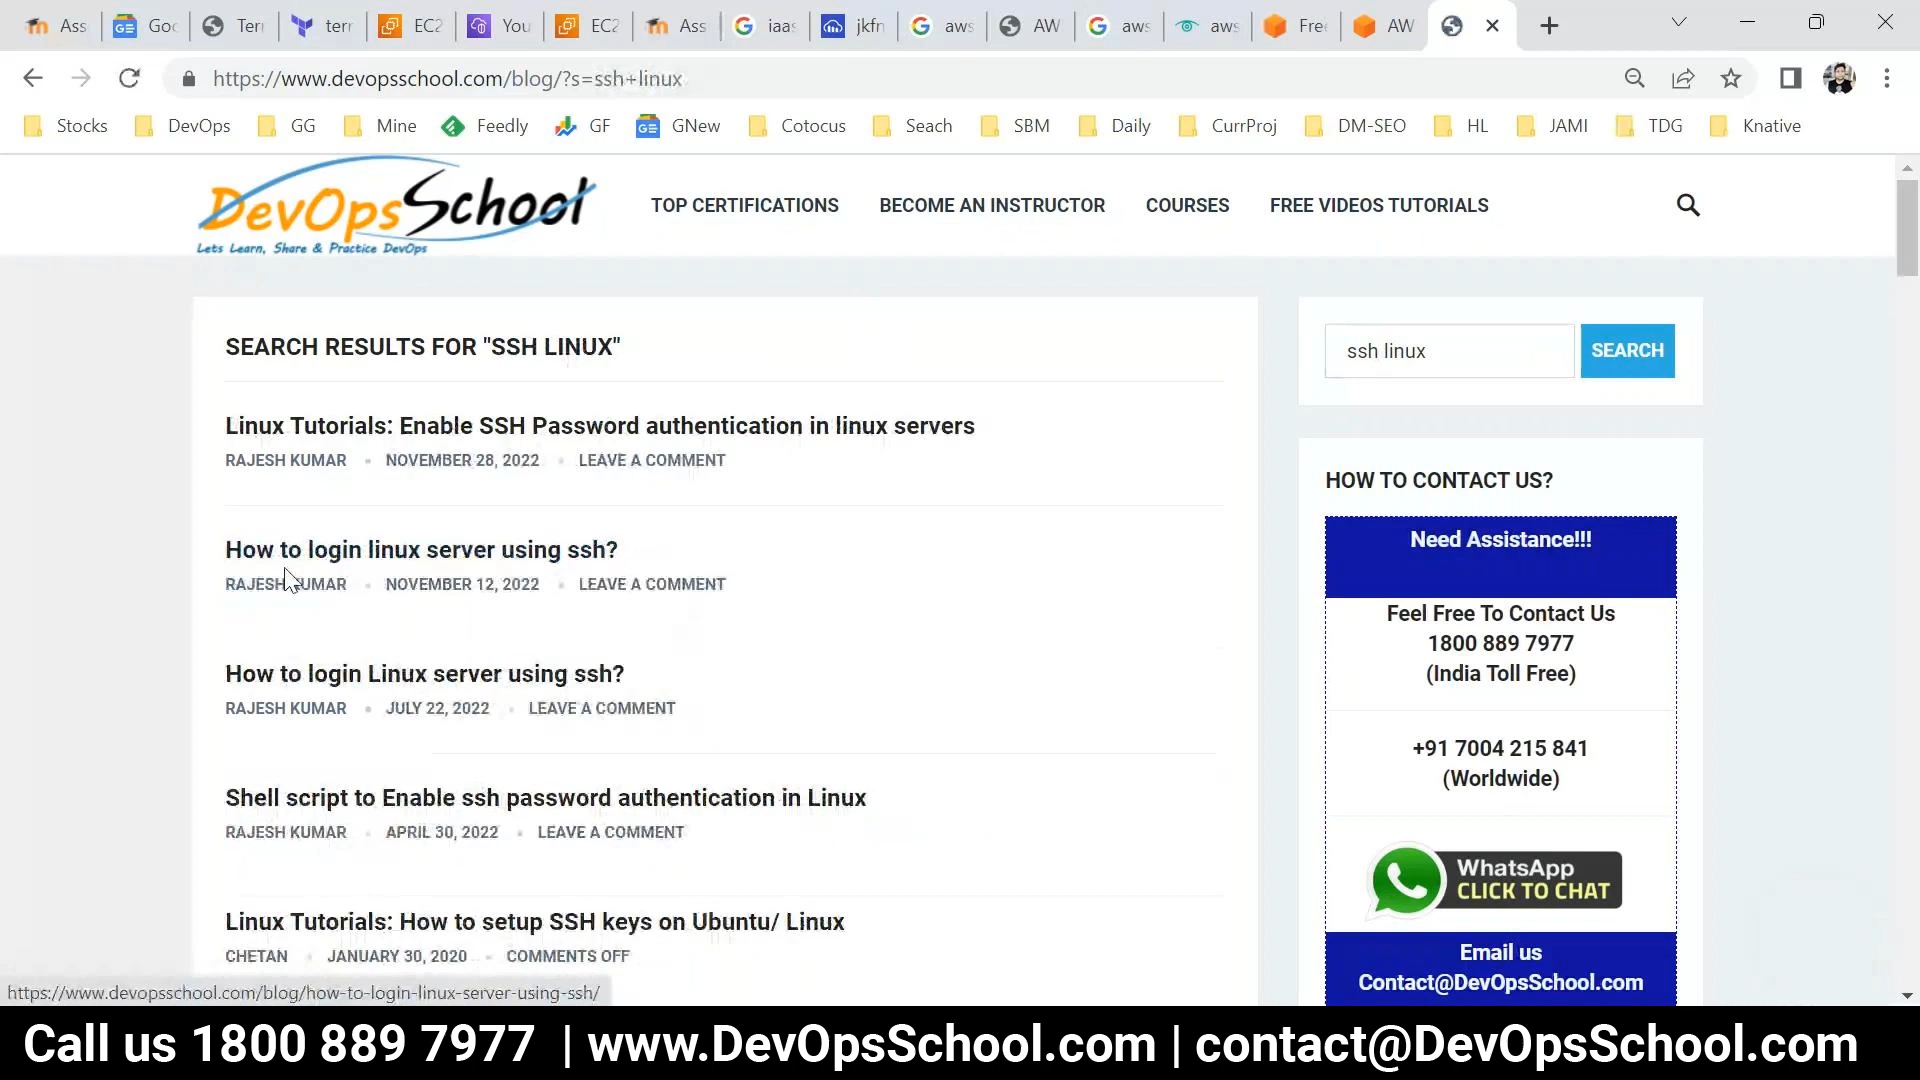 Ass
Goo
Terr
terr
EC2
You
EC2
Ass
iaas
jkfn
aws
AW
aws
aws
Free
AW
https://www.devopsschool.com/blog/?s=ssh+linux
Stocks
DevOps
GG
Mine
Feedly
GF
GNew
Cotocus
Seach
SBM
Daily
CurrProj
DM-SEO
HL
JAMI
TDG
Knative
DevOpsSchool
Lets Learn, Share & Practice DevOps
TOP CERTIFICATIONS
BECOME AN INSTRUCTOR
COURSES
FREE VIDEOS TUTORIALS
SEARCH RESULTS FOR "SSH LINUX"
Linux Tutorials: Enable SSH Password authentication in linux servers
RAJESH KUMAR • NOVEMBER 28, 2022 • LEAVE A COMMENT
How to login linux server using ssh?
RAJESH KUMAR • NOVEMBER 12, 2022 • LEAVE A COMMENT
How to login Linux server using ssh?
RAJESH KUMAR • JULY 22, 2022 • LEAVE A COMMENT
Shell script to Enable ssh password authentication in Linux
RAJESH KUMAR • APRIL 30, 2022 • LEAVE A COMMENT
Linux Tutorials: How to setup SSH keys on Ubuntu/ Linux
CHETAN • JANUARY 30, 2020 • COMMENTS OFF
ssh linux
SEARCH
HOW TO CONTACT US?
Need Assistance!!!
Feel Free To Contact Us
1800 889 7977
(India Toll Free)
+91 7004 215 841
(Worldwide)
WhatsApp
CLICK TO CHAT
Email us
Contact@DevOpsSchool.com
https://www.devopsschool.com/blog/how-to-login-linux-server-using-ssh/
Call us 1800 889 7977 | www.DevOpsSchool.com | contact@DevOpsSchool.com